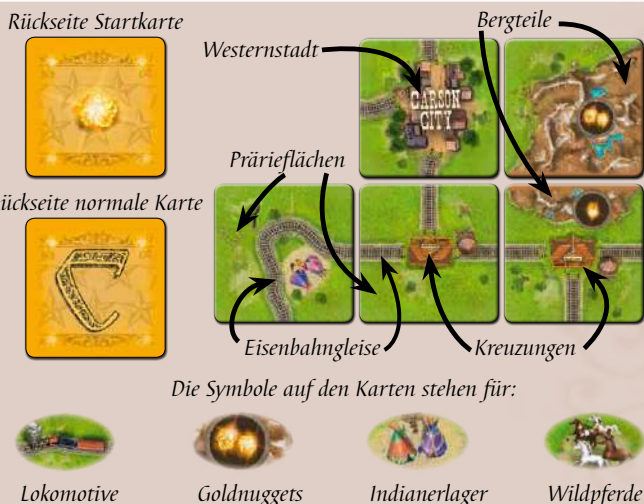 Rückseite Startkarte
Bergteile
Westernstadt
CARSON
CITY
Prärieflächen
ückseite normale Karte
Eisenbahngleise
Kreuzungen
Die Symbole auf den Karten stehen für:
Lokomotive
Goldnuggets
Indianerlager
Wildpferde